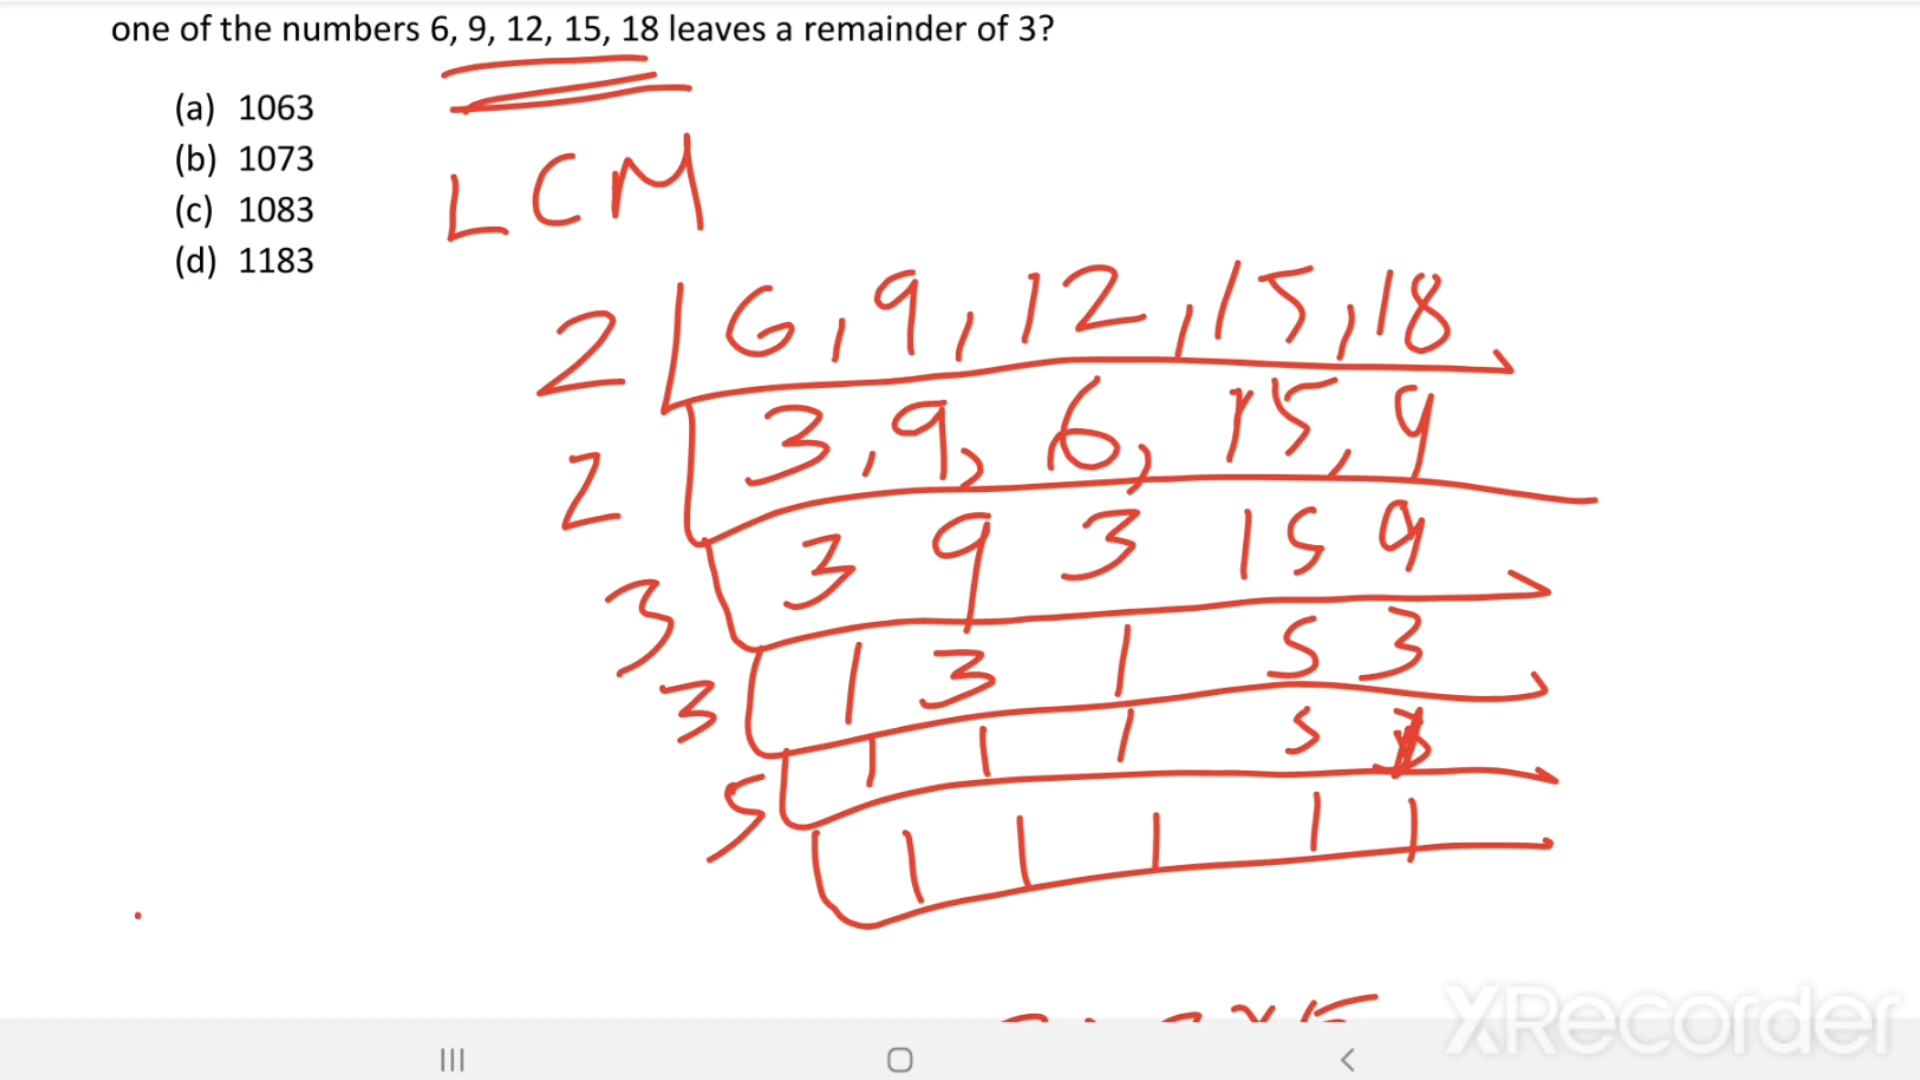 one of the numbers 6, 9, 12, 15, 18 leaves a remainder of 3?
(a) 1063
(b) 1073
(c) 1083
(d) 1183
LCM
2 6, 9, 12, 15, 18
2 3, 9, 6, 15, 9
3 3 9 3 15 9
3 1 3 1 5 3
5 1 1 1 5 1
1 1 1 1 1
XRecorder